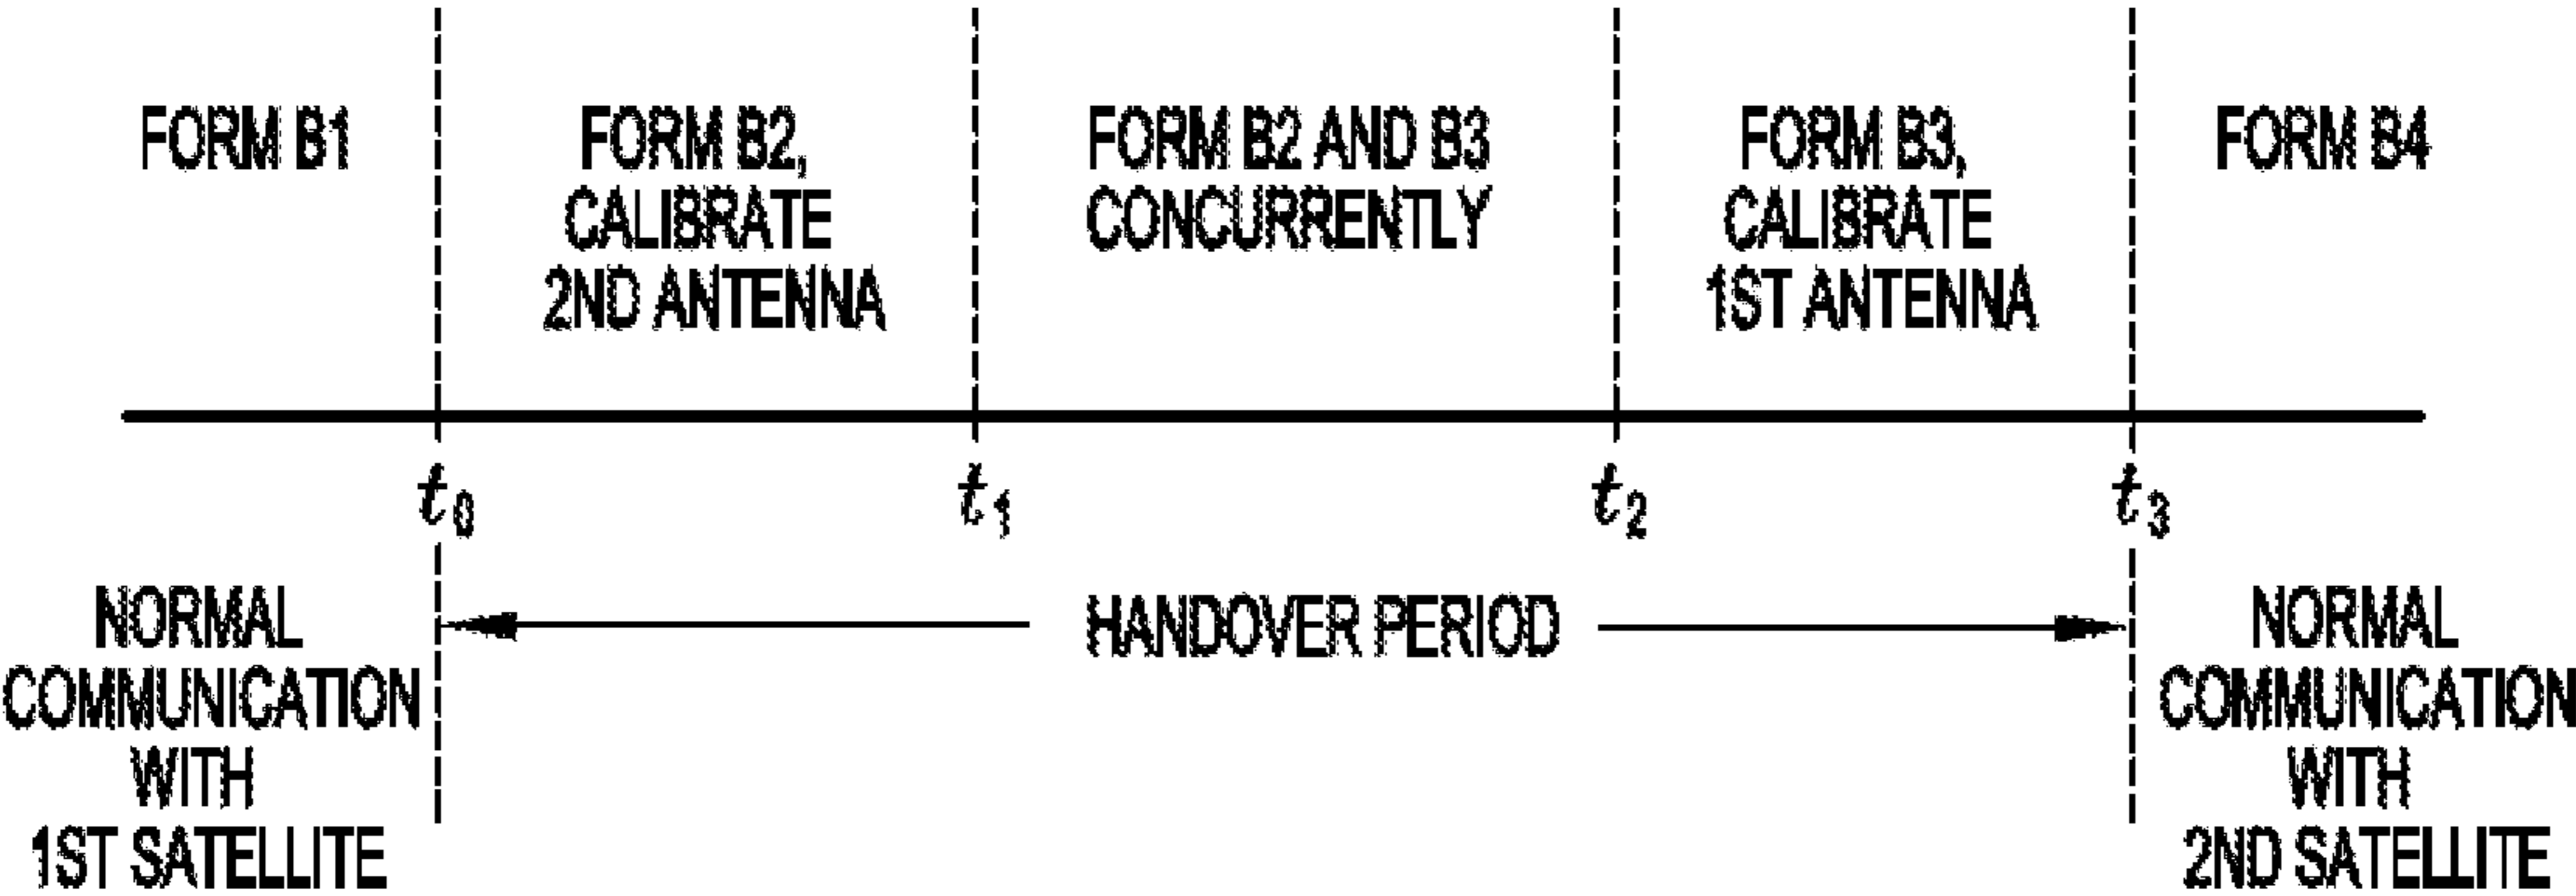 FORM B1
FORM B2,
CALIBRATE
2ND ANTENNA
FORM B2 AND B3
CONCURRENTLY
FORM B3,
CALIBRATE
1ST ANTENNA
FORM B4
t0
t1
t2
t3
NORMAL
COMMUNICATION
WITH
1ST SATELLITE
HANDOVER PERIOD
NORMAL
COMMUNICATION
WITH
2ND SATELLITE